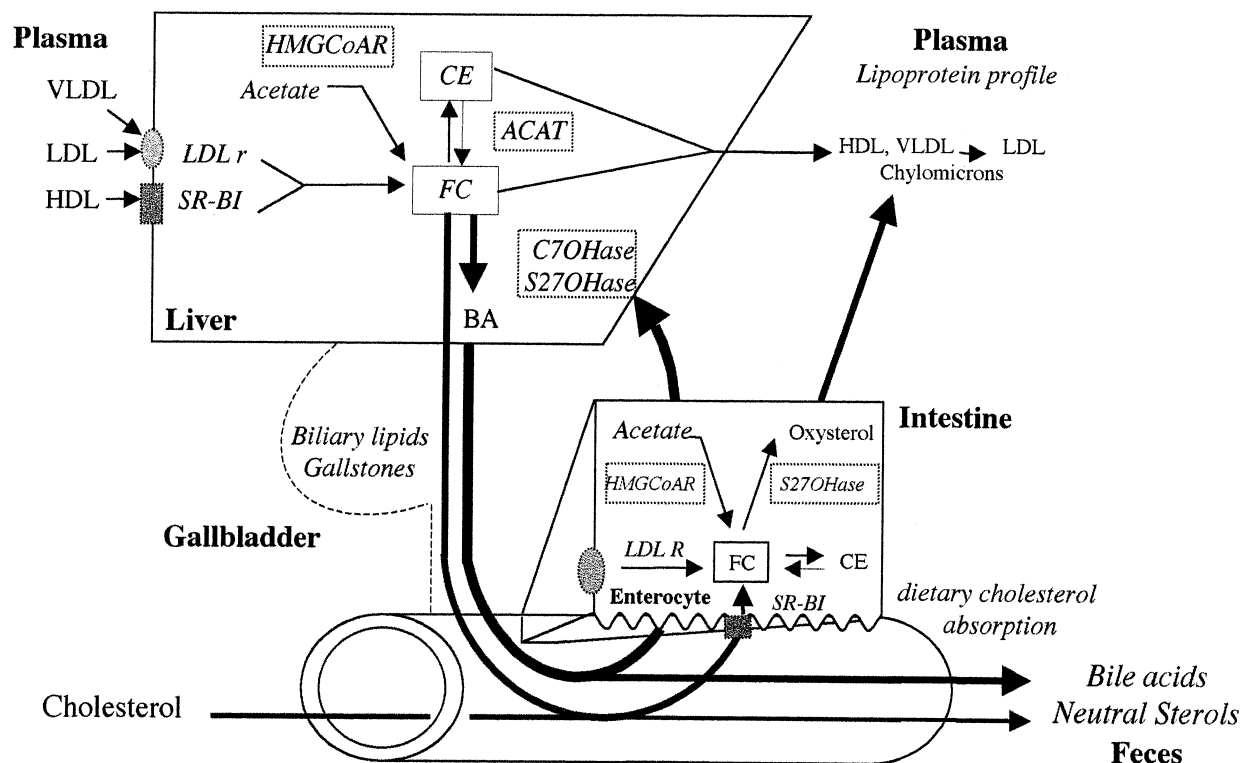 Plasma
HMGCoAR
CE
Plasma
Lipoprotein profile
VLDL
Acetate
ACAT
LDL
LDL r
HDL, VLDL
LDL
Chylomicrons
HDL
SR-BI
FC
C7OHase
S27OHase
Liver
BA
Intestine
Biliary lipids
Gallstones
Acetate
Oxysterol
HMGCoAR
S27OHase
Gallbladder
LDL R
FC
CE
Enterocyte
SR-BI
dietary cholesterol
absorption
Cholesterol
Bile acids
Neutral Sterols
Feces